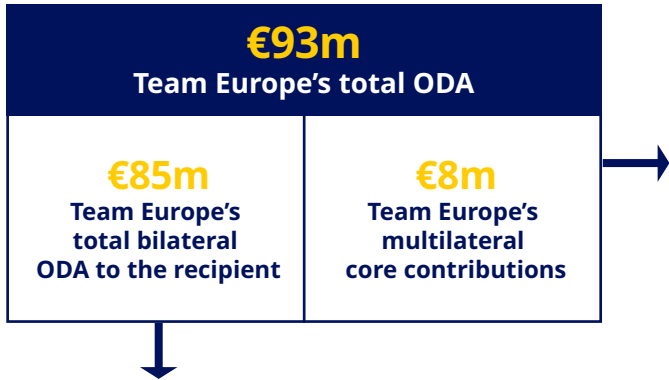 €93m
Team Europe's total ODA
€85m
Team Europe's
total bilateral
ODA to the recipient
€8m
Team Europe's
multilateral
core contributions